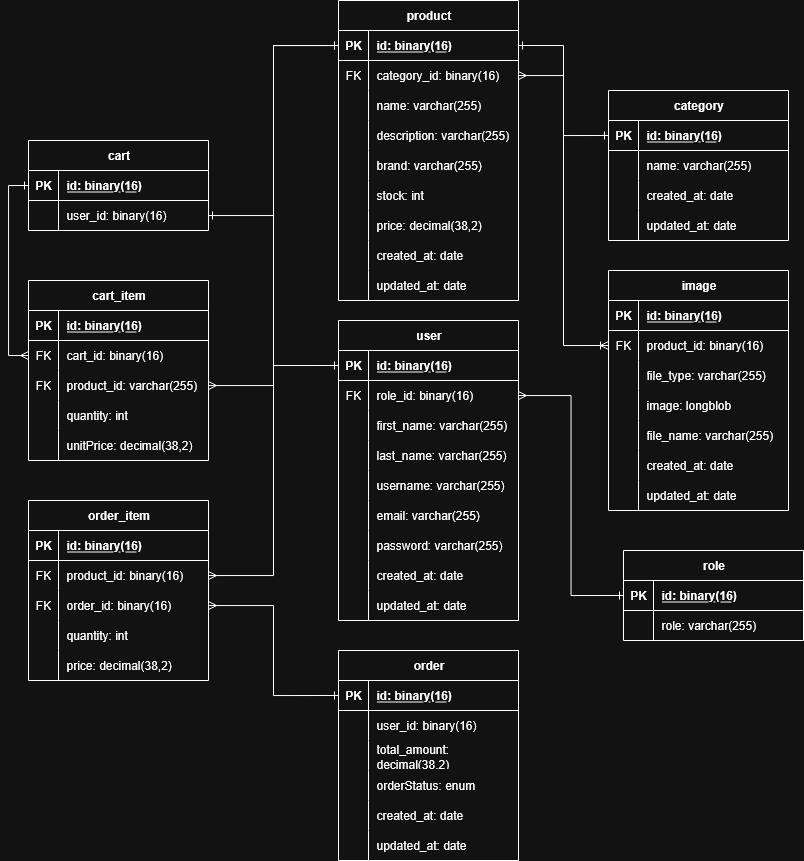 product
PK id: binary(16)
FK category_id: binary(16)
name: varchar(255)
description: varchar(255)
brand: varchar(255)
stock: int
price: decimal(38,2)
created_at: date
updated_at: date
category
PK id: binary(16)
name: varchar(255)
created_at: date
updated_at: date
cart
PK id: binary(16)
user_id: binary(16)
cart_item
PK id: binary(16)
FK cart_id: binary(16)
FK product_id: varchar(255)
quantity: int
unitPrice: decimal(38,2)
image
PK id: binary(16)
FK product_id: binary(16)
file_type: varchar(255)
image: longblob
file_name: varchar(255)
created_at: date
updated_at: date
user
PK id: binary(16)
FK role_id: binary(16)
first_name: varchar(255)
last_name: varchar(255)
username: varchar(255)
email: varchar(255)
password: varchar(255)
created_at: date
updated_at: date
order_item
PK id: binary(16)
FK product_id: binary(16)
FK order_id: binary(16)
quantity: int
price: decimal(38,2)
role
PK id: binary(16)
role: varchar(255)
order
PK id: binary(16)
user_id: binary(16)
total_amount:
decimal(38,2)
orderStatus: enum
created_at: date
updated_at: date